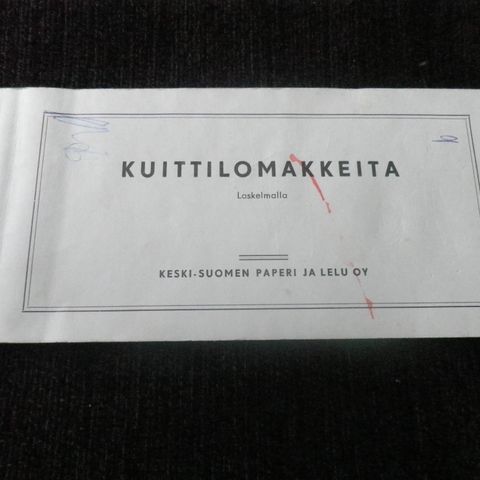 KUITTILOMAKKEITA
Laskelmalla
KESKI-SUOMEN PAPERI JA LELU OY